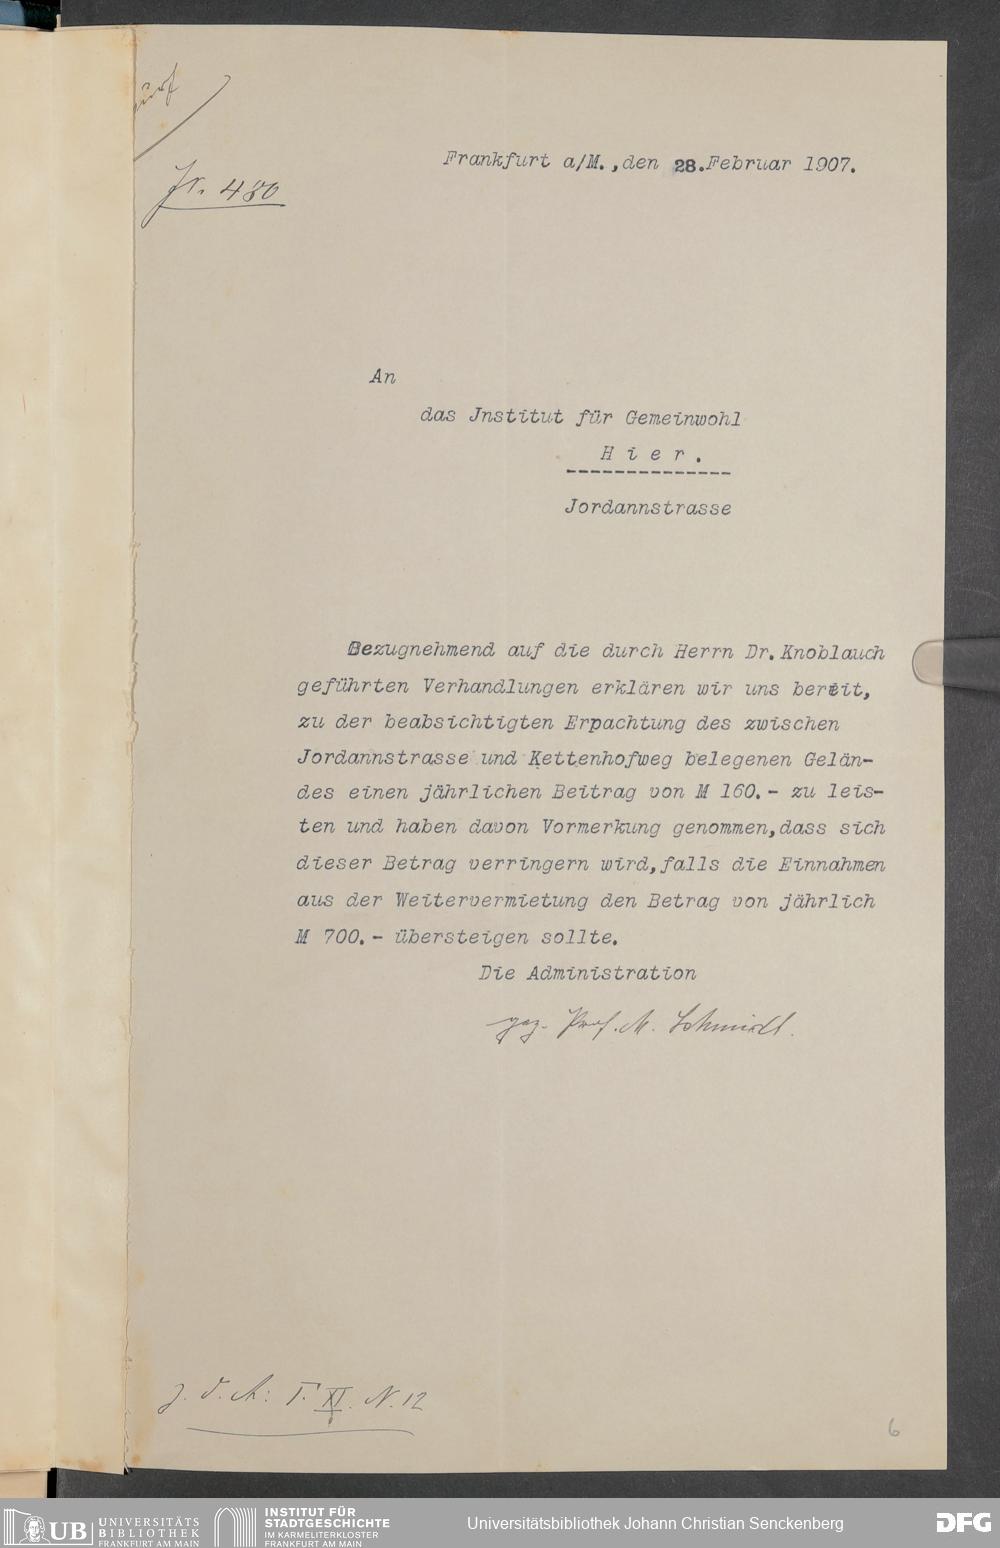 Jr. 480
Frankfurt a/M.,den 28.Februar 1907.
An
das Jnstitut für Gemeinwohl
H i e r .
Jordannstrasse
Bezugnehmend auf die durch Herrn Dr. Knoblauch
geführten Verhandlungen erklären wir uns bereit,
zu der beabsichtigten Erpachtung des zwischen
Jordannstrasse und Kettenhofweg belegenen Gelän-
des einen jährlichen Beitrag von M 160.- zu leis-
ten und haben davon Vormerkung genommen,dass sich
dieser Betrag verringern wird,falls die Einnahmen
aus der Weitervermietung den Betrag von jährlich
M 700.- übersteigen sollte.
Die Administration
gez. Prof. M. Schmidt.
z. d. A: T. XI. N. 12
6
UB UNIVERSITÄTS
BIBLIOTHEK
FRANKFURT AM MAIN
INSTITUT FÜR
STADTGESCHICHTE
IM KARMELITERKLOSTER
FRANKFURT AM MAIN
Universitätsbibliothek Johann Christian Senckenberg
DFG